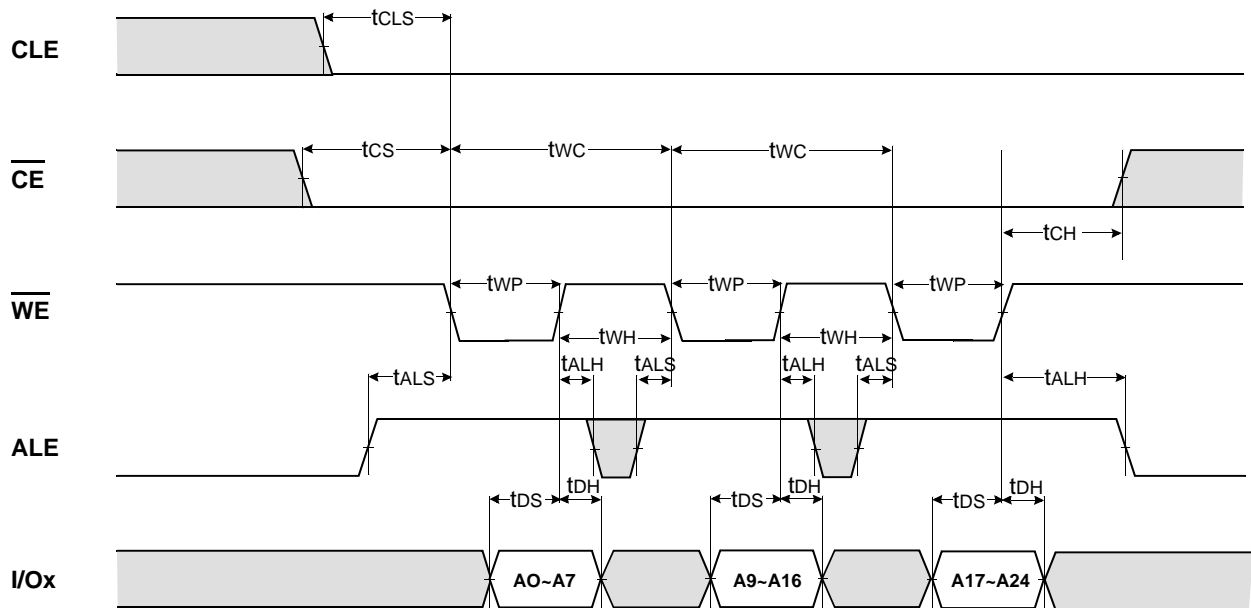 CLE
tCLS
CE
tCS
tWC
tWC
tCH
WE
tWP
tWP
tWP
tWH
tWH
tALS
tALH
tALS
tALH
tALS
tALH
ALE
tDS
tDH
tDS
tDH
tDS
tDH
I/Ox
AO~A7
A9~A16
A17~A24